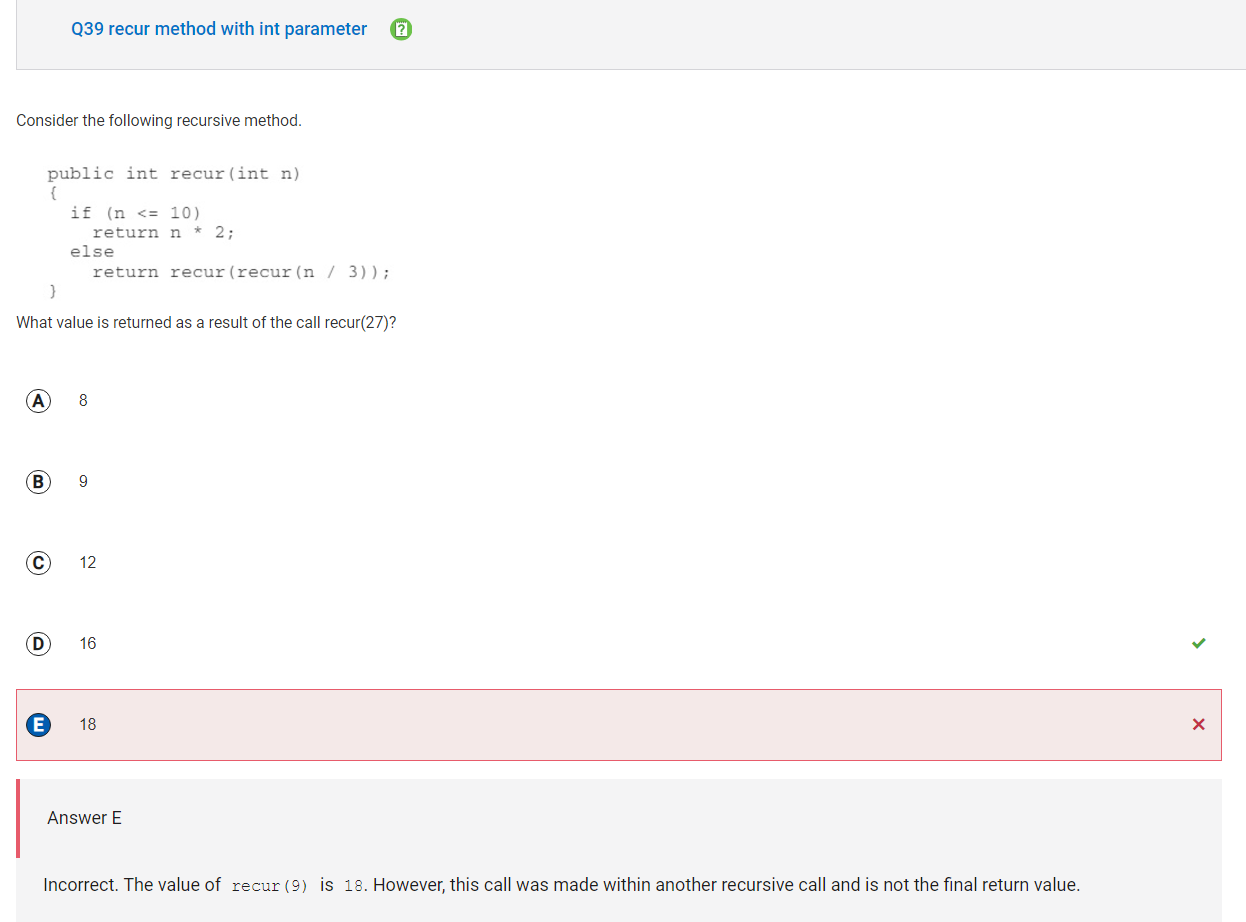 Q39 recur method with int parameter
Consider the following recursive method.
public int recur(int n)
{
if (n <= 10)
return n * 2;
else
return recur(recur(n / 3));
}
What value is returned as a result of the call recur(27)?
A 8
B 9
C 12
D 16
E 18
Answer E
Incorrect. The value of recur(9) is 18. However, this call was made within another recursive call and is not the final return value.